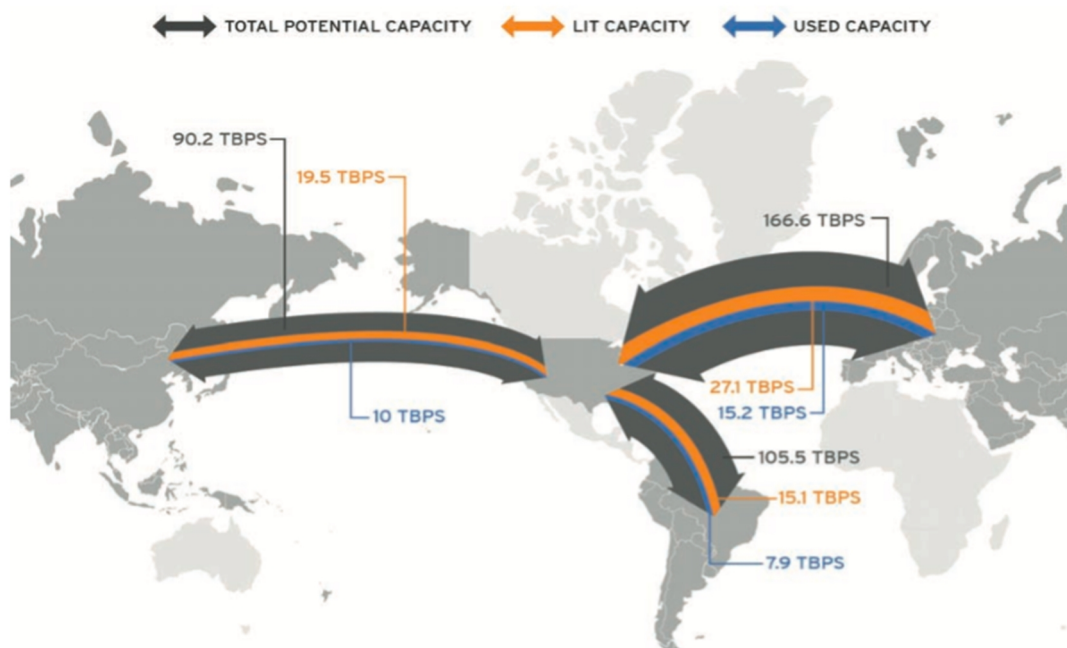 TOTAL POTENTIAL CAPACITY LIT CAPACITY USED CAPACITY
90.2 TBPS
19.5 TBPS
166.6 TBPS
27.1 TBPS
10 TBPS
15.2 TBPS
105.5 TBPS
15.1 TBPS
7.9 TBPS